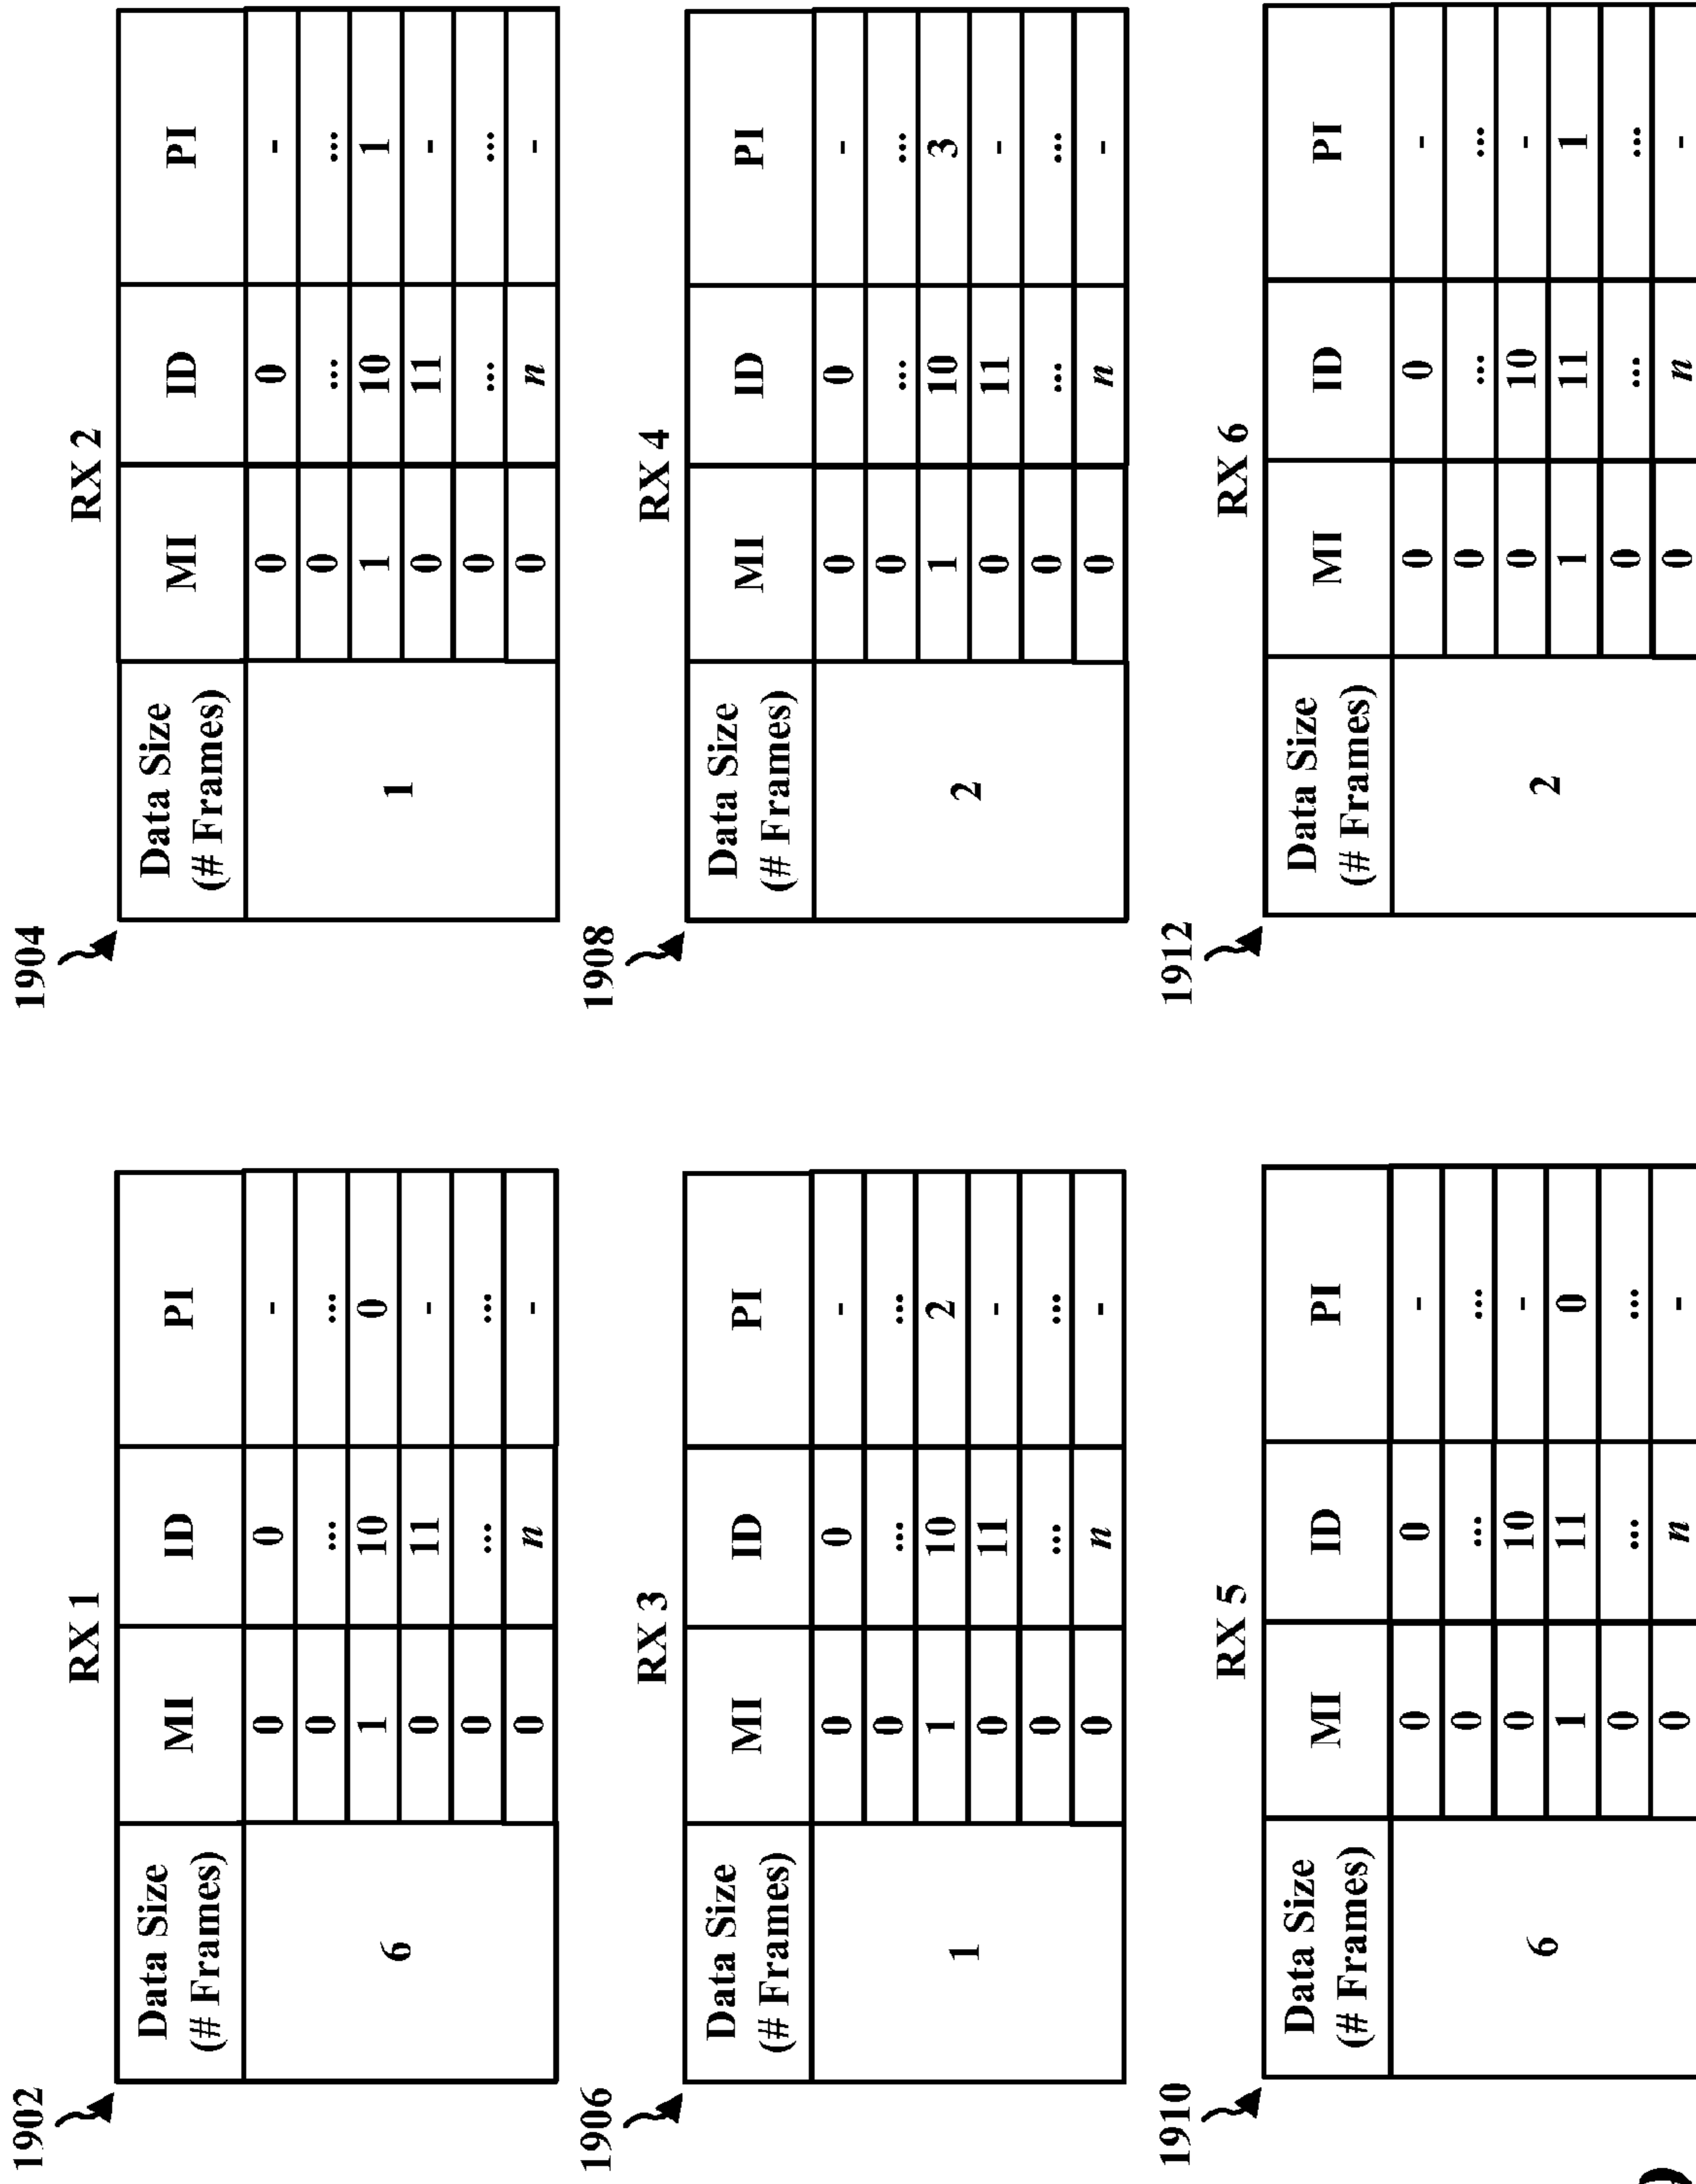 1902
RX 1
Data Size (# Frames) MI ID PI
6
0 0 -
0 ... ...
1 10 0
0 11 -
0 ... ...
0 n -
1904
RX 2
Data Size (# Frames) MI ID PI
1
0 0 -
0 ... ...
1 10 1
0 11 -
0 ... ...
0 n -
1906
RX 3
Data Size (# Frames) MI ID PI
1
0 0 -
0 ... ...
1 10 2
0 11 -
0 ... ...
0 n -
1908
RX 4
Data Size (# Frames) MI ID PI
2
0 0 -
0 ... ...
1 10 3
0 11 -
0 ... ...
0 n -
1910
RX 5
Data Size (# Frames) MI ID PI
6
0 0 -
0 ... ...
0 10 -
1 11 0
0 ... ...
0 n -
1912
RX 6
Data Size (# Frames) MI ID PI
2
0 0 -
0 ... ...
0 10 -
1 11 1
0 ... ...
0 n -